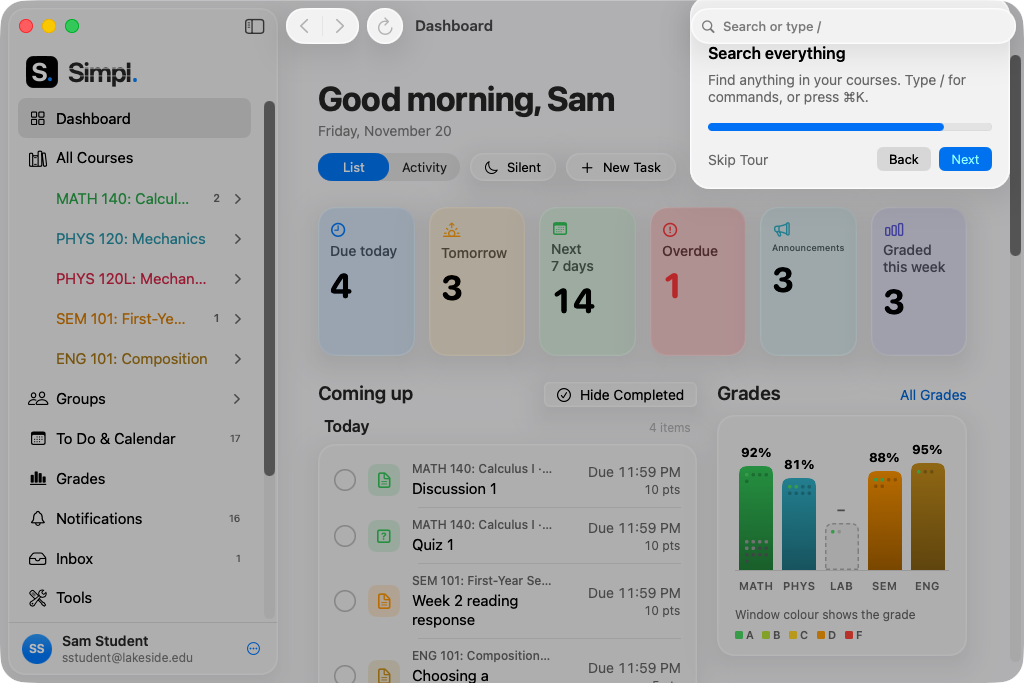 Dashboard
Search or type /
Search everything
Find anything in your courses. Type / for
commands, or press ⌘K.
Skip Tour
Back
Next
S.
Simpl.
Dashboard
All Courses
MATH 140: Calcul... 2
PHYS 120: Mechanics
PHYS 120L: Mechan...
SEM 101: First-Ye... 1
ENG 101: Composition
Groups
To Do & Calendar 17
Grades
Notifications 16
Inbox 1
Tools
SS
Sam Student
sstudent@lakeside.edu
Good morning, Sam
Friday, November 20
List
Activity
Silent
New Task
Due today
4
Tomorrow
3
Next
7 days
14
Overdue
1
Announcements
3
Graded
this week
3
Coming up
Hide Completed
Today
4 items
MATH 140: Calculus I ·...
Discussion 1
Due 11:59 PM
10 pts
MATH 140: Calculus I ·...
Quiz 1
Due 11:59 PM
10 pts
SEM 101: First-Year Se...
Week 2 reading
response
Due 11:59 PM
10 pts
ENG 101: Composition...
Choosing a
Due 11:59 PM
Grades
All Grades
92%
81%
–
88%
95%
MATH
PHYS
LAB
SEM
ENG
Window colour shows the grade
A
B
C
D
F